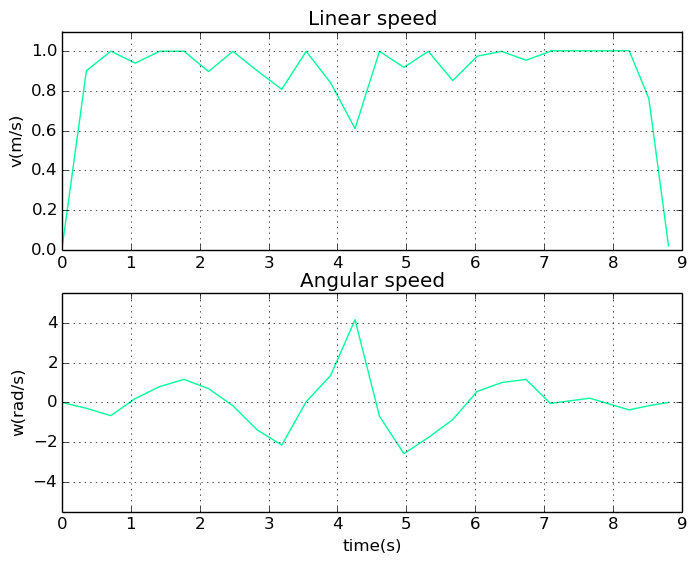 Linear speed
v(m/s)
1.0
0.8
0.6
0.4
0.2
0.0
0 1 2 3 4 5 6 7 8 9
Angular speed
w(rad/s)
4
2
0
−2
−4
0 1 2 3 4 5 6 7 8 9
time(s)